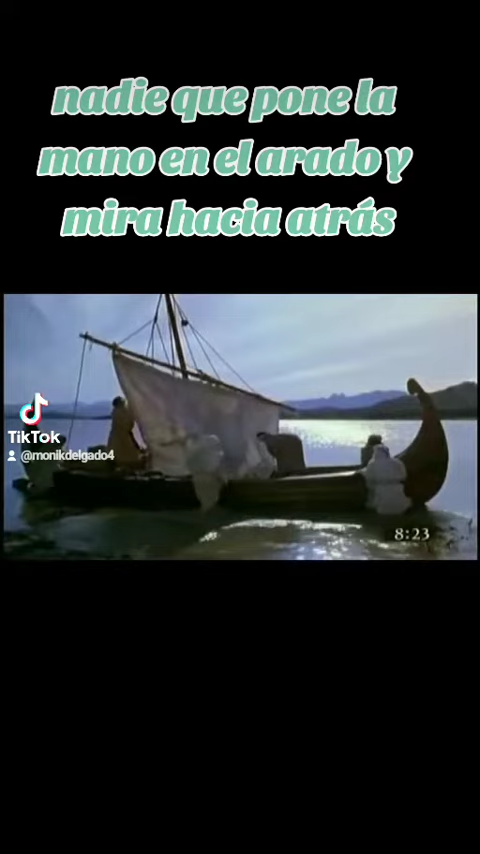 nadie que pone la
mano en el arado y
mira hacia atrás
TikTok
@monikdelgado4
8:23